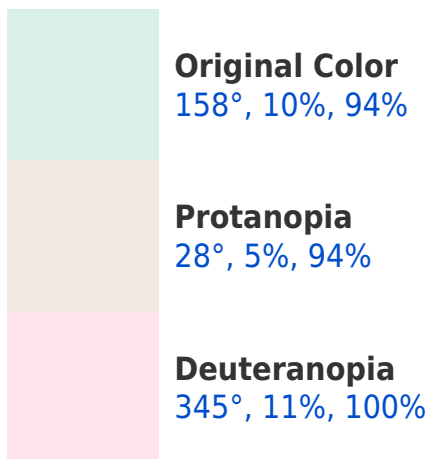 Original Color
158°, 10%, 94%
Protanopia
28°, 5%, 94%
Deuteranopia
345°, 11%, 100%